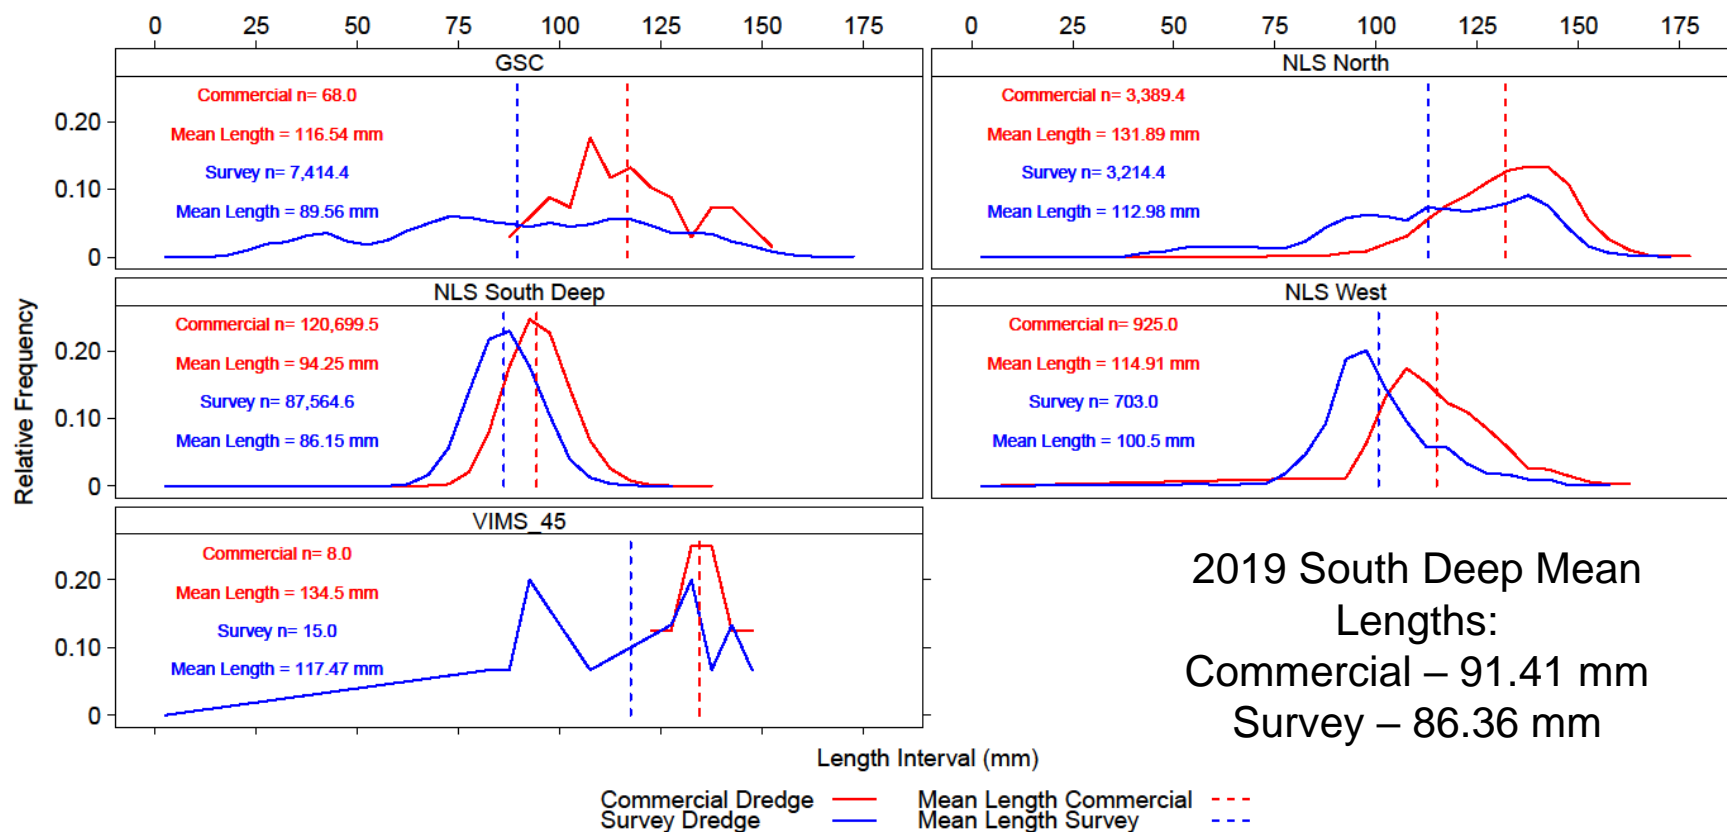 0 25 50 75 100 125 150 175 0 25 50 75 100 125 150 175
GSC
Commercial n= 68.0
Mean Length = 116.54 mm
Survey n= 7,414.4
Mean Length = 89.56 mm
0.20
0.10
0
NLS North
Commercial n= 3,389.4
Mean Length = 131.89 mm
Survey n= 3,214.4
Mean Length = 112.98 mm
NLS South Deep
Commercial n= 120,699.5
Mean Length = 94.25 mm
Survey n= 87,564.6
Mean Length = 86.15 mm
0.20
0.10
0
Relative Frequency
NLS West
Commercial n= 925.0
Mean Length = 114.91 mm
Survey n= 703.0
Mean Length = 100.5 mm
VIMS_45
Commercial n= 8.0
Mean Length = 134.5 mm
Survey n= 15.0
Mean Length = 117.47 mm
0.20
0.10
0
0 25 50 75 100 125 150 175
2019 South Deep Mean
Lengths:
Commercial – 91.41 mm
Survey – 86.36 mm
Length Interval (mm)
Commercial Dredge Mean Length Commercial
Survey Dredge Mean Length Survey